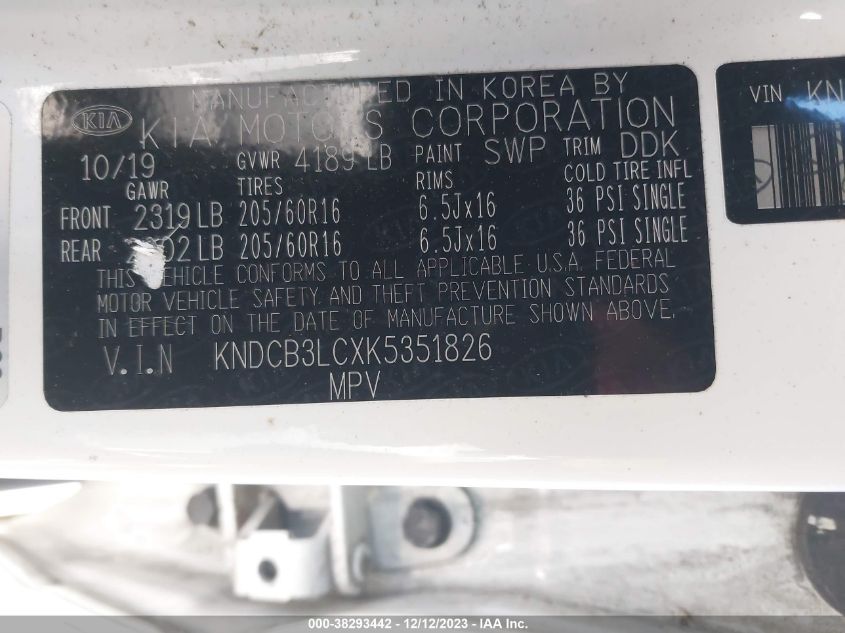 MANUFACTURED IN KOREA BY
KIA KIA MOTORS CORPORATION
10/19 GVWR 4189 LB PAINT SWP TRIM DDK
GAWR TIRES RIMS COLD TIRE INFL
FRONT 2319 LB 205/60R16 6.5Jx16 36 PSI SINGLE
REAR LB 205/60R16 6.5Jx16 36 PSI SINGLE
THIS VEHICLE CONFORMS TO ALL APPLICABLE U.S.A. FEDERAL
MOTOR VEHICLE SAFETY AND THEFT PREVENTION STANDARDS
IN EFFECT ON THE DATE OF MANUFACTURE SHOWN ABOVE.
V.I.N KNDCB3LCXK5351826
MPV
VIN KN
000-38293442 - 12/12/2023 - © IAA Inc.